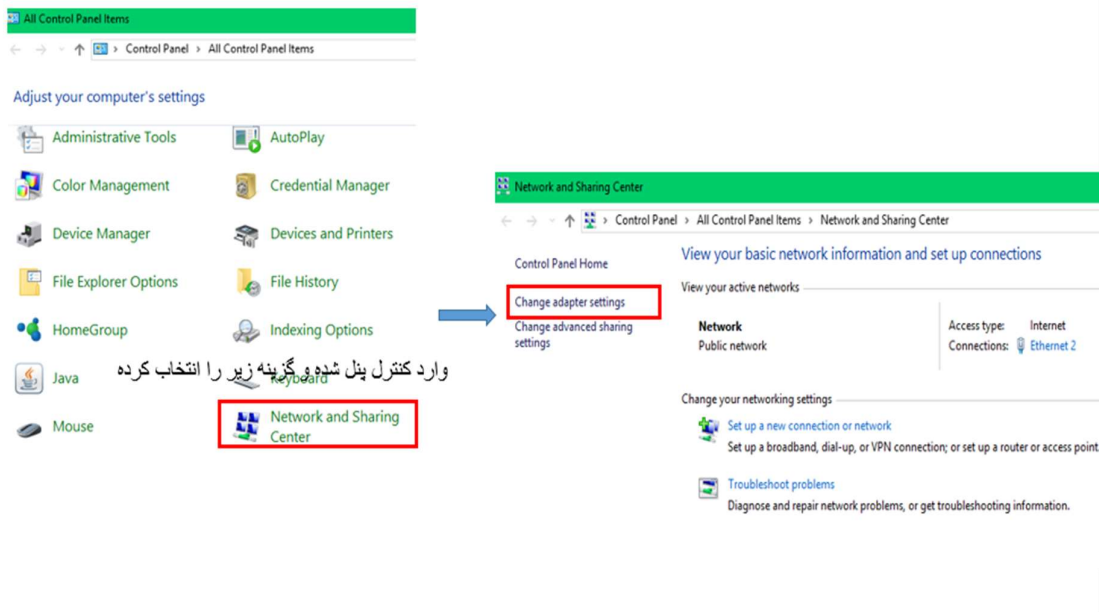 All Control Panel Items
Control Panel > All Control Panel Items
Adjust your computer's settings
Administrative Tools
AutoPlay
Color Management
Credential Manager
Device Manager
Devices and Printers
File Explorer Options
File History
HomeGroup
Indexing Options
وارد کنترل پنل شده و گزینه زیر را انتخاب کرده
Java
Keyboard
Mouse
Network and Sharing
Center
Network and Sharing Center
Control Panel > All Control Panel Items > Network and Sharing Center
Control Panel Home
Change adapter settings
Change advanced sharing
settings
View your basic network information and set up connections
View your active networks
Network
Public network
Access type: Internet
Connections: Ethernet 2
Change your networking settings
Set up a new connection or network
Set up a broadband, dial-up, or VPN connection; or set up a router or access point.
Troubleshoot problems
Diagnose and repair network problems, or get troubleshooting information.